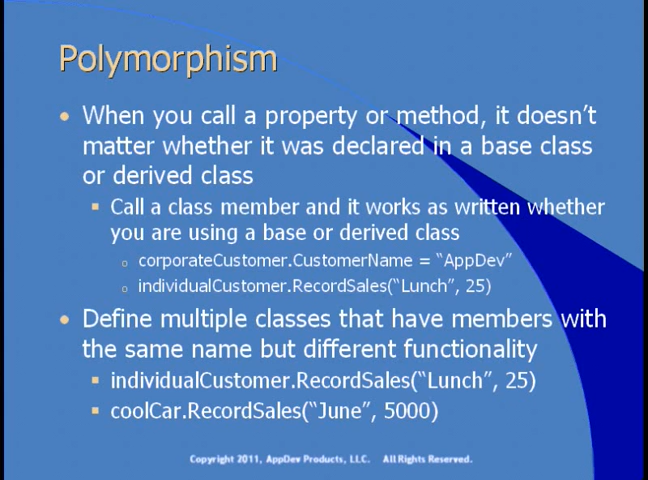 Polymorphism
• When you call a property or method, it doesn’t
matter whether it was declared in a base class
or derived class
▪ Call a class member and it works as written whether
you are using a base or derived class
o corporateCustomer.CustomerName = “AppDev”
o individualCustomer.RecordSales(“Lunch”, 25)
• Define multiple classes that have members with
the same name but different functionality
▪ individualCustomer.RecordSales(“Lunch”, 25)
▪ coolCar.RecordSales(“June”, 5000)
Copyright 2011, AppDev Products, LLC. All Rights Reserved.